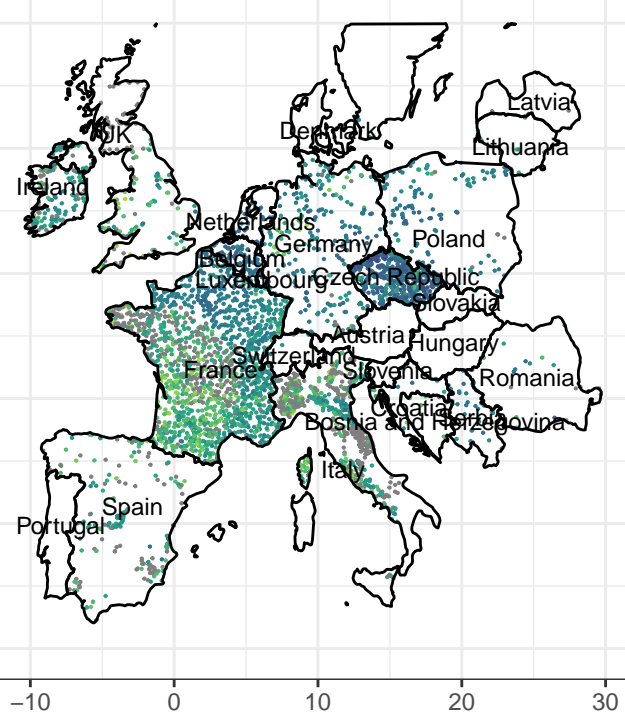 Latvia
UK
Denmark
Lithuania
Ireland
Netherlands
Germany
Poland
Belgium
Luxembourg
Czech Republic
Slovakia
Austria
Hungary
Switzerland
France
Slovenia
Romania
Croatia
Serbia
Bosnia and Herzegovina
Italy
Spain
Portugal
−10
0
10
20
30